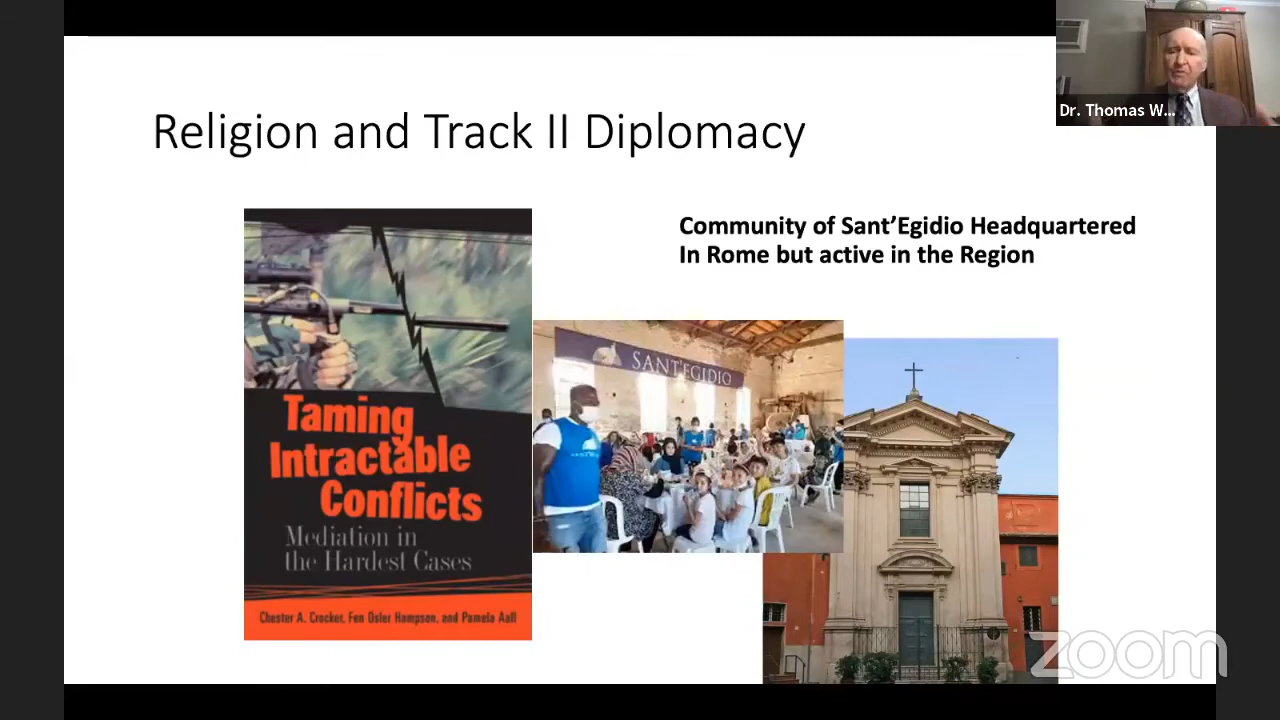 Religion and Track II Diplomacy
Dr. Thomas W...
Community of Sant’Egidio Headquartered
In Rome but active in the Region
SANT'EGIDIO
Taming
Intractable
Conflicts
Mediation in
the Hardest Cases
Chester A. Crocker, Fen Osler Hampson, and Pamela Aall
zoom